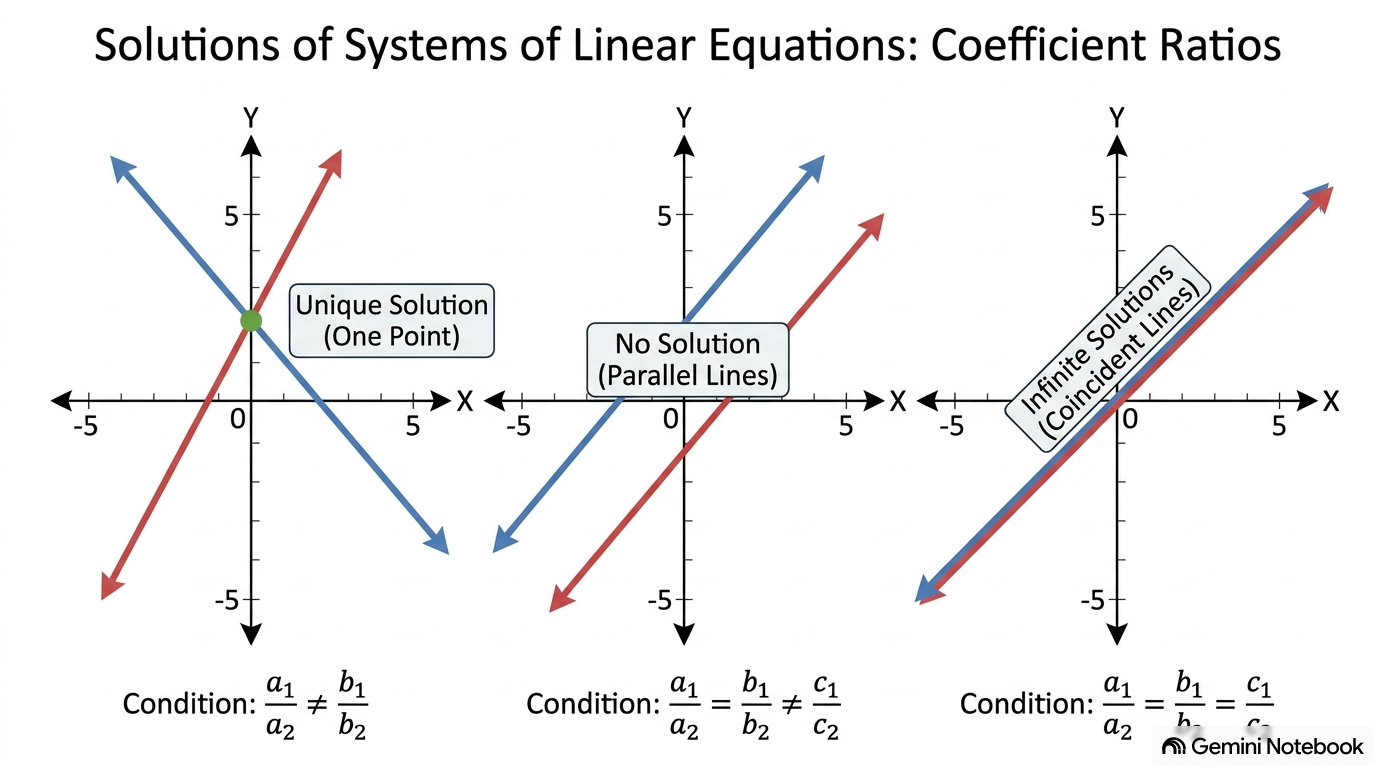 Solutions of Systems of Linear Equations: Coefficient Ratios
Y
5
Unique Solution
(One Point)
X
-5
0
5
-5
Condition: a₁/a₂ ≠ b₁/b₂
Y
5
No Solution
(Parallel Lines)
X
-5
0
5
-5
Condition: a₁/a₂ = b₁/b₂ ≠ c₁/c₂
Y
5
Infinite Solutions
(Coincident Lines)
X
-5
0
5
-5
Condition: a₁/a₂ = b₁/b₂ = c₁/c₂
Gemini Notebook